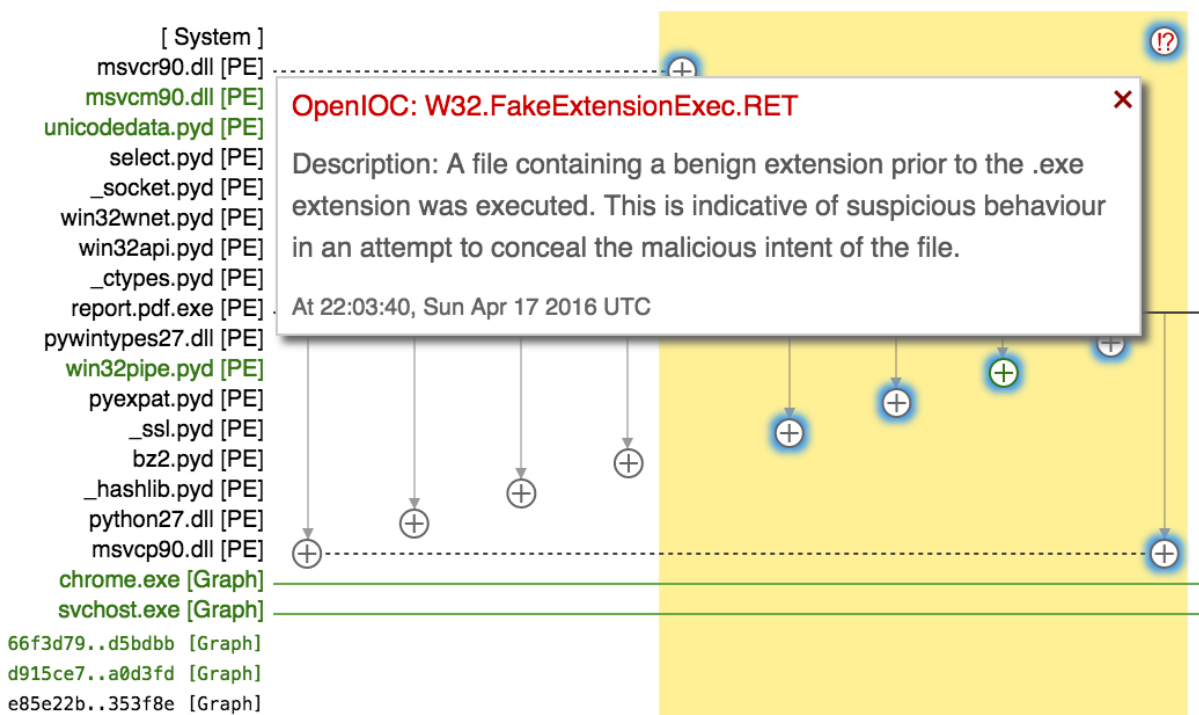 [ System ]
msvcr90.dll [PE]
msvcm90.dll [PE]
unicodedata.pyd [PE]
select.pyd [PE]
_socket.pyd [PE]
win32wnet.pyd [PE]
win32api.pyd [PE]
_ctypes.pyd [PE]
report.pdf.exe [PE]
pywintypes27.dll [PE]
win32pipe.pyd [PE]
pyexpat.pyd [PE]
_ssl.pyd [PE]
bz2.pyd [PE]
_hashlib.pyd [PE]
python27.dll [PE]
msvcp90.dll [PE]
chrome.exe [Graph]
svchost.exe [Graph]
66f3d79..d5bdbb [Graph]
d915ce7..a0d3fd [Graph]
e85e22b..353f8e [Graph]
!?
OpenIOC: W32.FakeExtensionExec.RET
Description: A file containing a benign extension prior to the .exe
extension was executed. This is indicative of suspicious behaviour
in an attempt to conceal the malicious intent of the file.
At 22:03:40, Sun Apr 17 2016 UTC